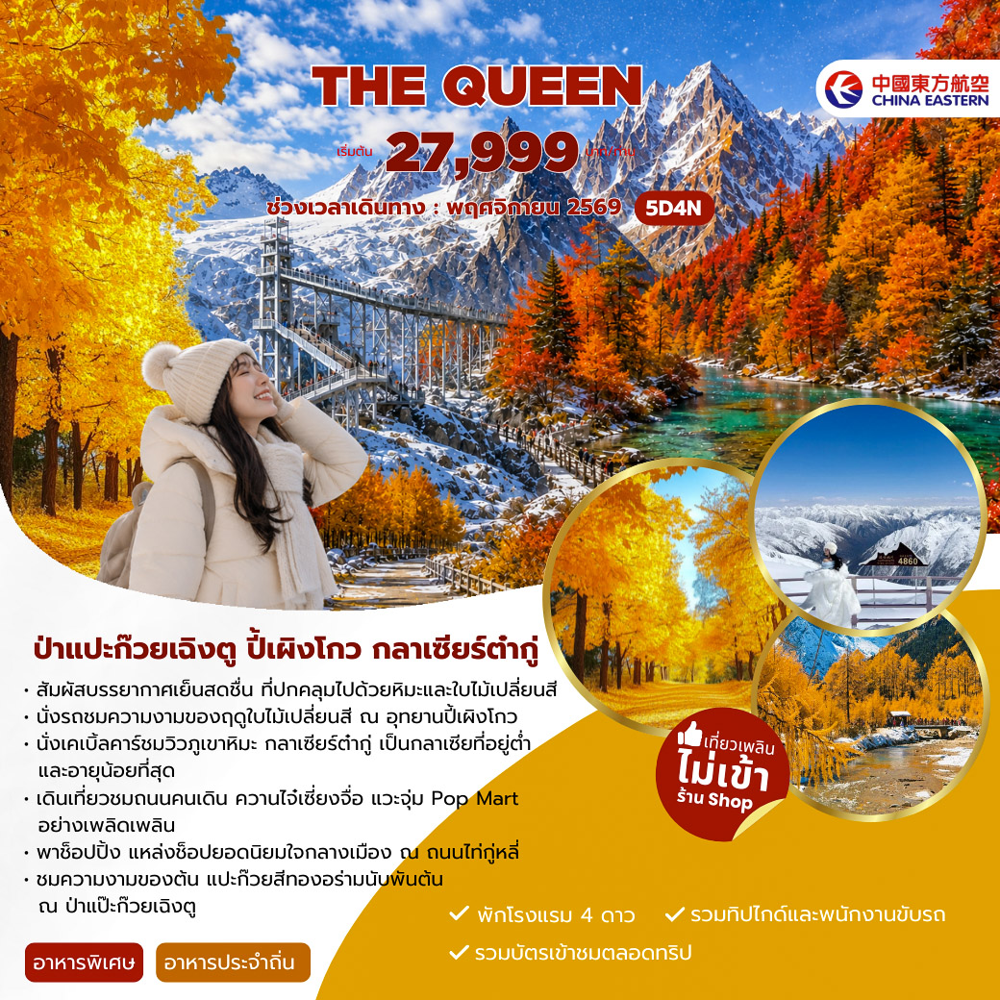 THE QUEEN
中國東方航空
CHINA EASTERN
เริ่มต้น 27,999 บาท/ท่าน
ช่วงเวลาเดินทาง : พฤศจิกายน 2569 5D4N
4860
ป่าแปะก๊วยเฉิงตู ปี้เผิงโกว กลาเซียร์ต๋ากู่
• สัมผัสบรรยากาศเย็นสดชื่น ที่ปกคลุมไปด้วยหิมะและใบไม้เปลี่ยนสี
• นั่งรถชมความงามของฤดูใบไม้เปลี่ยนสี ณ อุทยานปี้เผิงโกว
• นั่งเคเบิ้ลคาร์ชมวิวภูเขาหิมะ กลาเซียร์ต๋ากู่ เป็นกลาเซียที่อยู่ต่ำ
และอายุน้อยที่สุด
• เดินเที่ยวชมถนนคนเดิน ควานไจ๋เซี่ยงจื่อ แวะจุ่ม Pop Mart
อย่างเพลิดเพลิน
• พาช็อปปิ้ง แหล่งช็อปยอดนิยมใจกลางเมือง ณ ถนนไท่กู่หลี่
• ชมความงามของต้น แปะก๊วยสีทองอร่ามนับพันต้น
ณ ป่าแป๊ะก๊วยเฉิงตู
เที่ยวเพลิน
ไม่เข้า
ร้าน Shop
พักโรงแรม 4 ดาว
รวมทิปไกด์และพนักงานขับรถ
รวมบัตรเข้าชมตลอดทริป
อาหารพิเศษ
อาหารประจำถิ่น